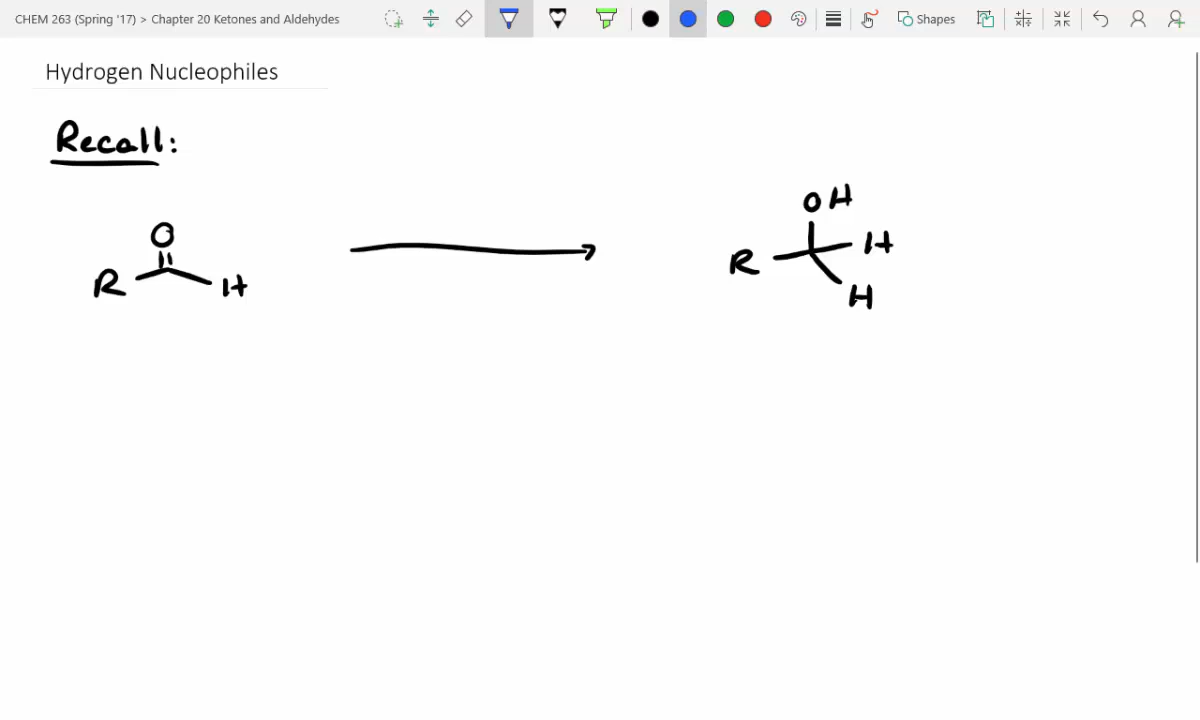 CHEM 263 (Spring '17) > Chapter 20 Ketones and Aldehydes
Shapes
Hydrogen Nucleophiles
Recall:
O
R H
OH
R H
H